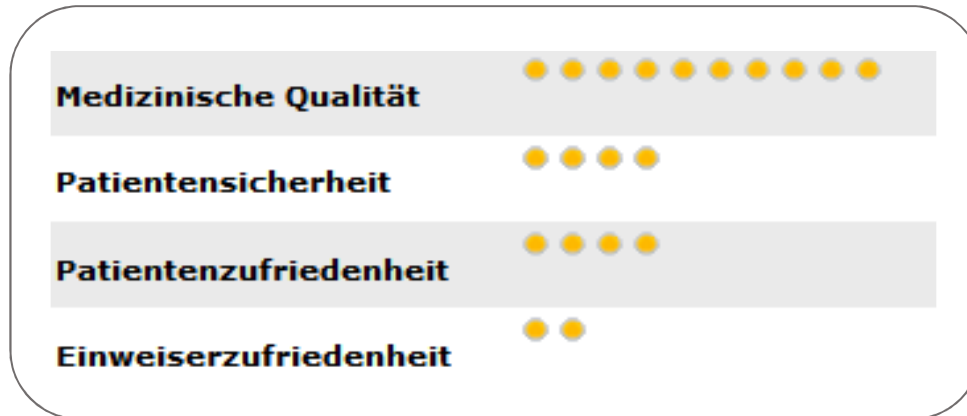 Medizinische Qualität
Patientensicherheit
Patientenzufriedenheit
Einweiserzufriedenheit